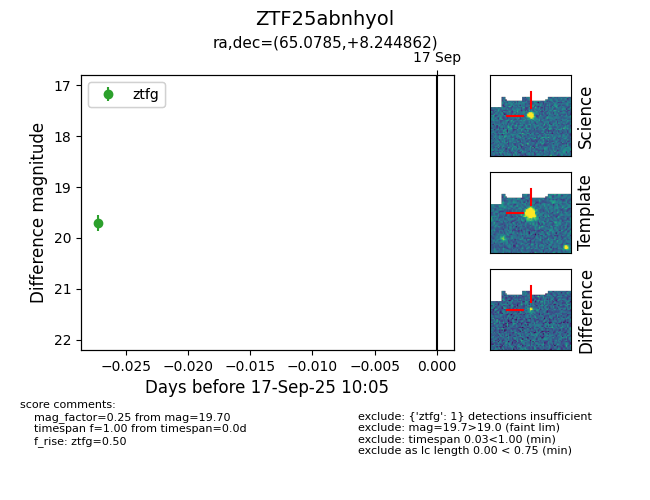 ZTF25abnhyol
ra,dec=(65.0785,+8.244862)
17 Sep
ztfg
17
18
19
20
21
22
Difference magnitude
−0.025
−0.020
−0.015
−0.010
−0.005
0.000
Days before 17-Sep-25 10:05
Science
Template
Difference
score comments:
mag_factor=0.25 from mag=19.70
timespan f=1.00 from timespan=0.0d
f_rise: ztfg=0.50
exclude: {'ztfg': 1} detections insufficient
exclude: mag=19.7>19.0 (faint lim)
exclude: timespan 0.03<1.00 (min)
exclude as lc length 0.00 < 0.75 (min)